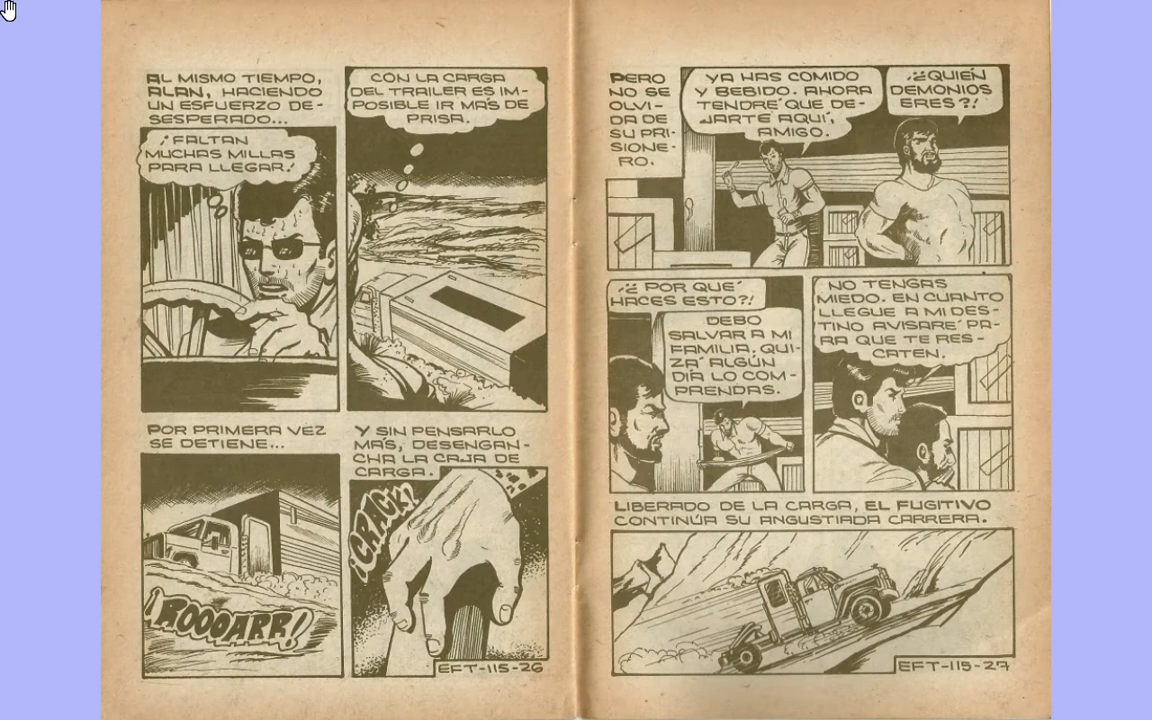 AL MISMO TIEMPO,
ALAN, HACIENDO
UN ESFUERZO DE-
SESPERADO...
¡FALTAN
MUCHAS MILLAS
PARA LLEGAR!
CON LA CARGA
DEL TRAILER ES IM-
POSIBLE IR MÁS DE
PRISA.
POR PRIMERA VEZ
SE DETIENE...
¡ROOOARR!
Y SIN PENSARLO
MÁS, DESENGAN-
CHA LA CAJA DE
CARGA.
¡CRACK!
EFT-115-26
PERO
NO SE
OLVI-
DA DE
SU PRI-
SIONE-
RO.
YA HAS COMIDO
Y BEBIDO. AHORA
TENDRÉ QUE DE-
JARTE AQUÍ,
AMIGO.
¡¿QUIÉN
DEMONIOS
ERES?!
¡¿POR QUÉ
HACES ESTO?!
DEBO
SALVAR A MI
FAMILIA. QUI-
ZÁ ALGÚN
DÍA LO COM-
PRENDAS.
NO TENGAS
MIEDO. EN CUANTO
LLEGUE A MI DES-
TINO AVISARÉ PA-
RA QUE TE RES-
CATEN.
LIBERADO DE LA CARGA, EL FUGITIVO
CONTINÚA SU ANGUSTIADA CARRERA.
EFT-115-27